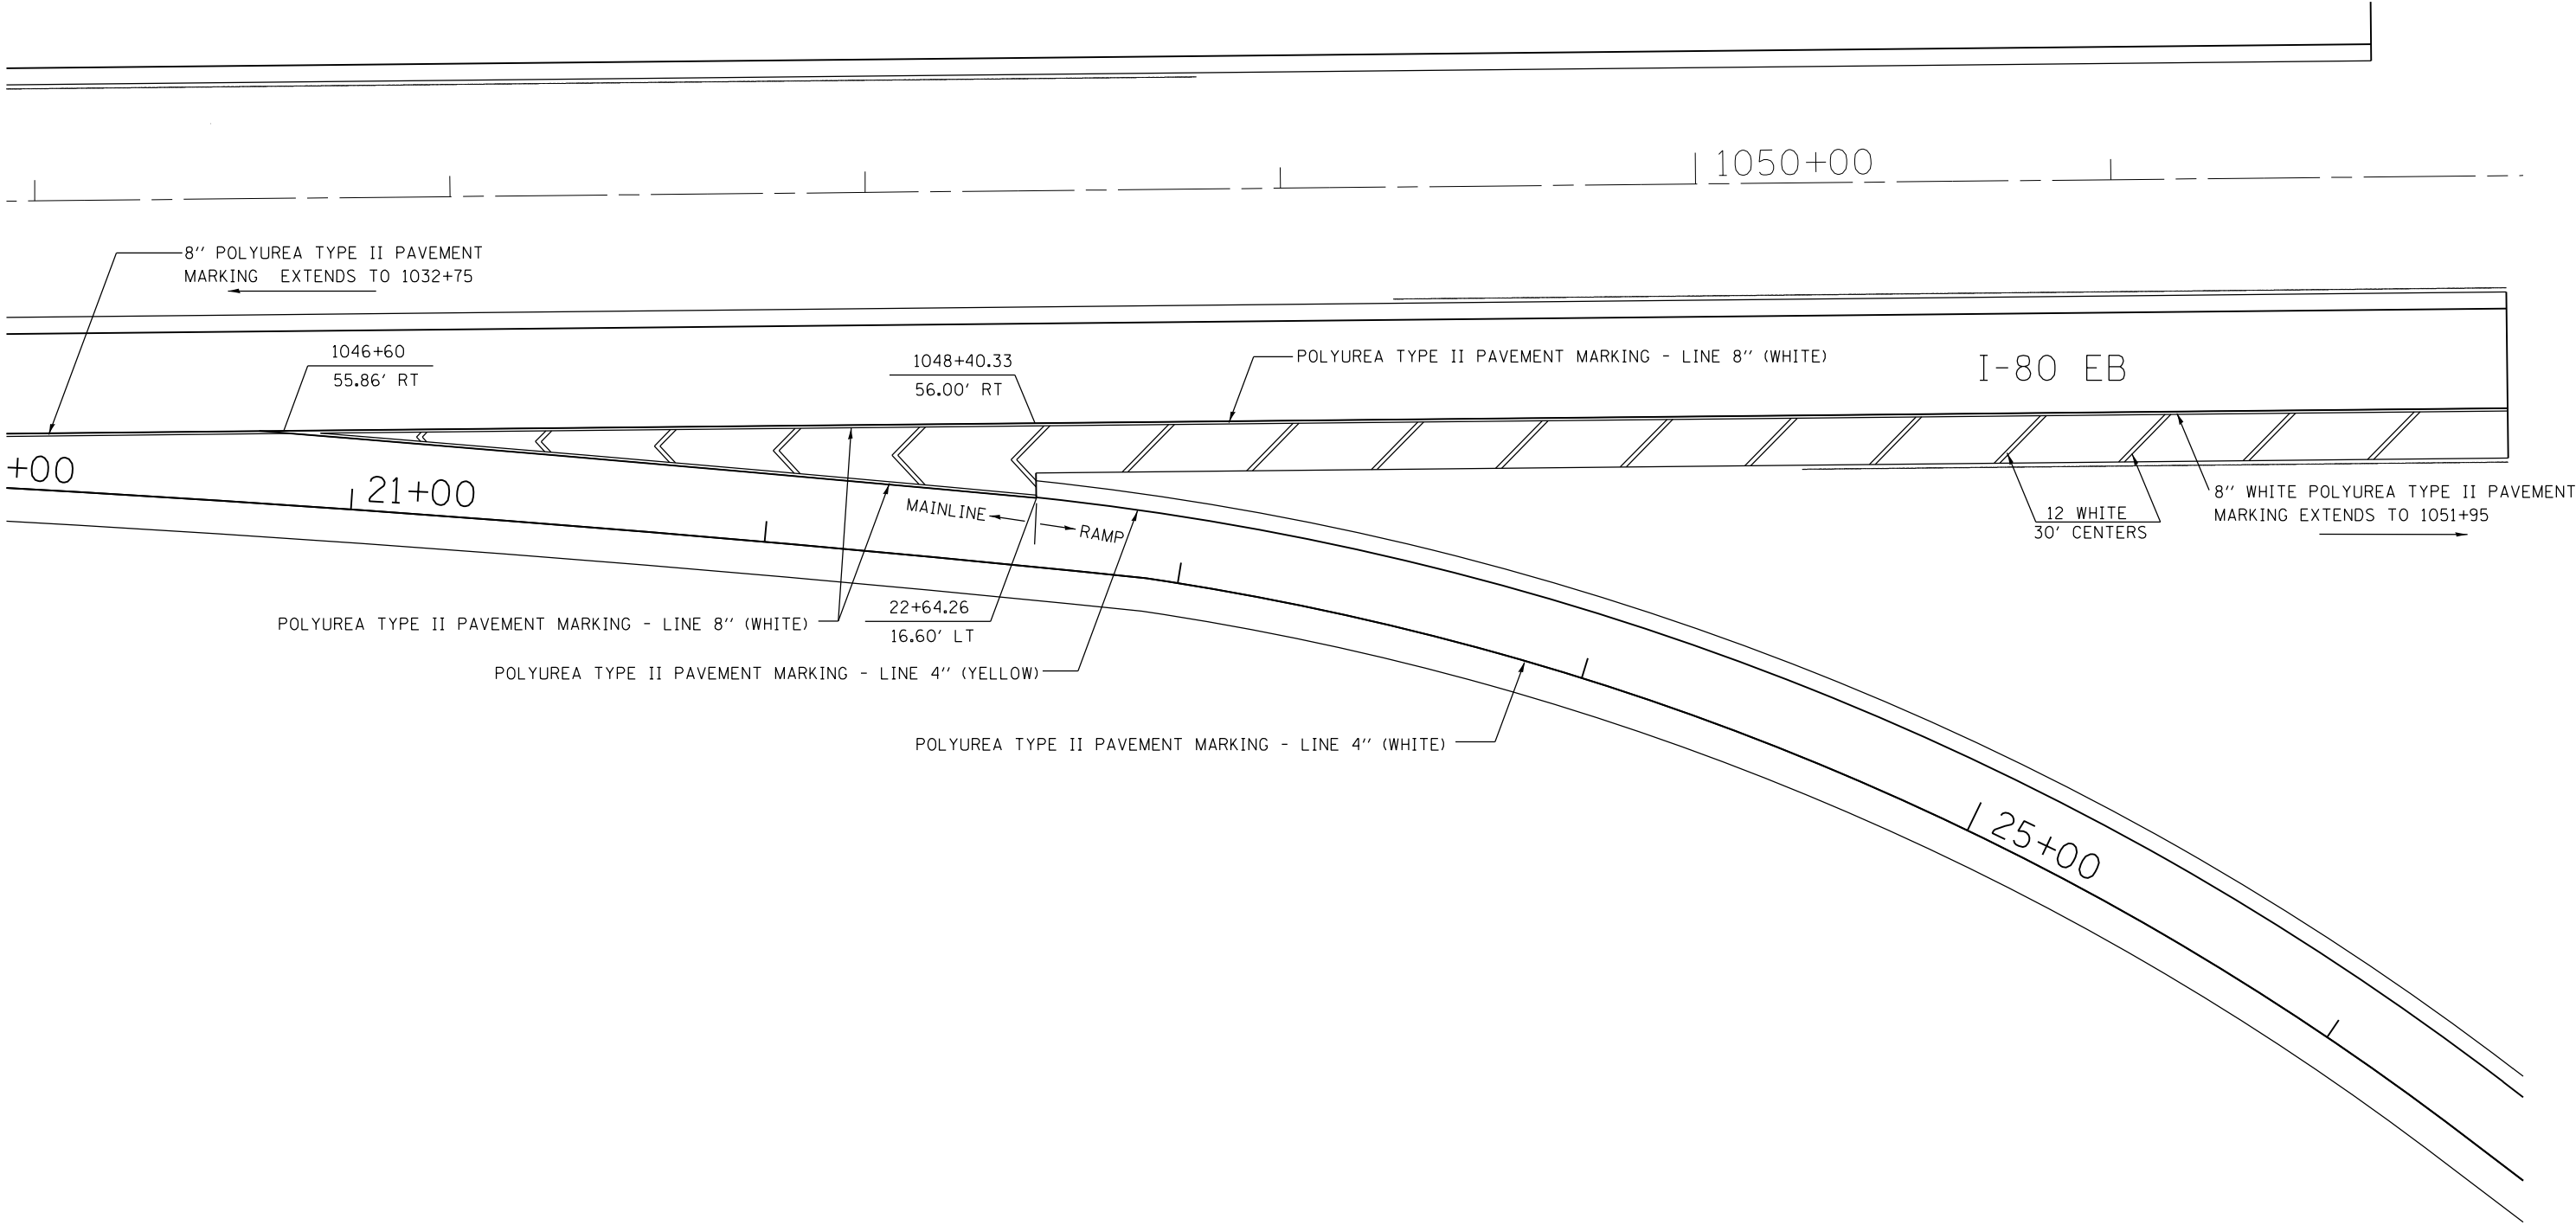 1050+00
8'' POLYUREA TYPE II PAVEMENT
MARKING EXTENDS TO 1032+75
1046+60
55.86' RT
1048+40.33
56.00' RT
POLYUREA TYPE II PAVEMENT MARKING - LINE 8'' (WHITE)
I-80 EB
+00
21+00
MAINLINE
RAMP
12 WHITE
30' CENTERS
8'' WHITE POLYUREA TYPE II PAVEMENT
MARKING EXTENDS TO 1051+95
22+64.26
16.60' LT
POLYUREA TYPE II PAVEMENT MARKING - LINE 8'' (WHITE)
POLYUREA TYPE II PAVEMENT MARKING - LINE 4'' (YELLOW)
POLYUREA TYPE II PAVEMENT MARKING - LINE 4'' (WHITE)
25+00